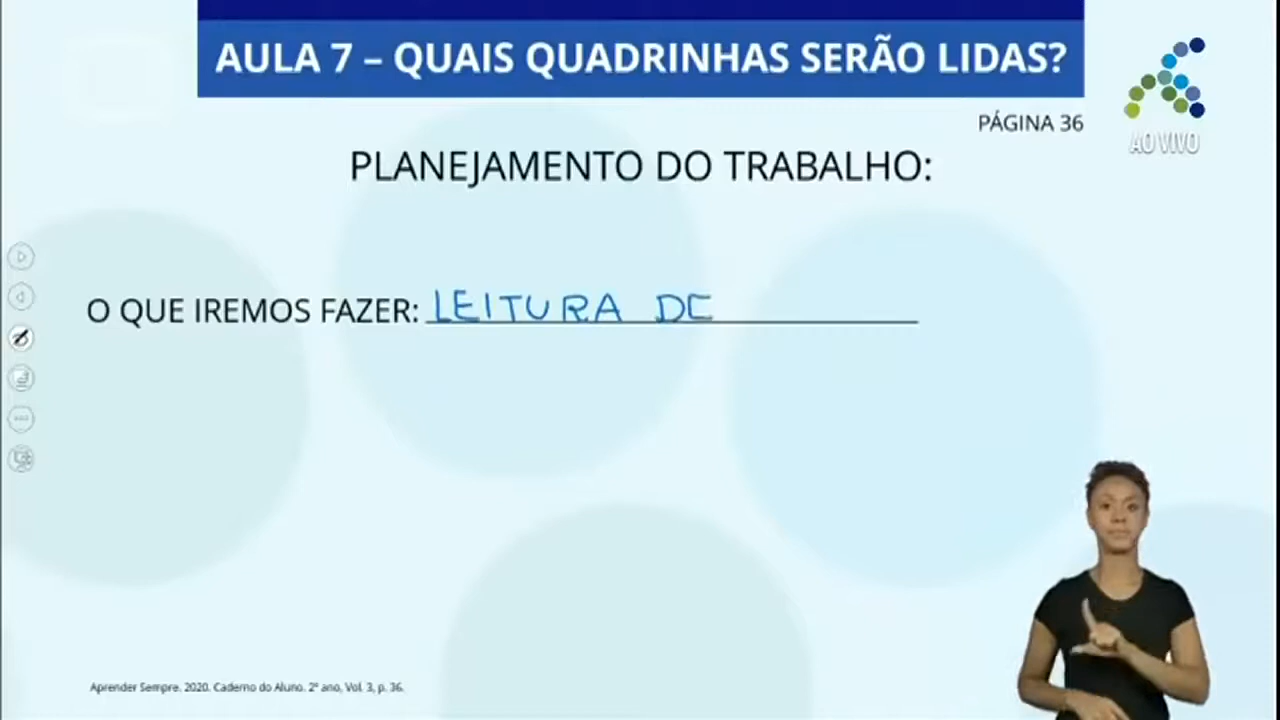 AULA 7 – QUAIS QUADRINHAS SERÃO LIDAS?
PÁGINA 36
AO VIVO
PLANEJAMENTO DO TRABALHO:
O QUE IREMOS FAZER: LEITURA DC
Aprender Sempre. 2020. Caderno do Aluno. 2º ano, Vol. 3, p. 36.